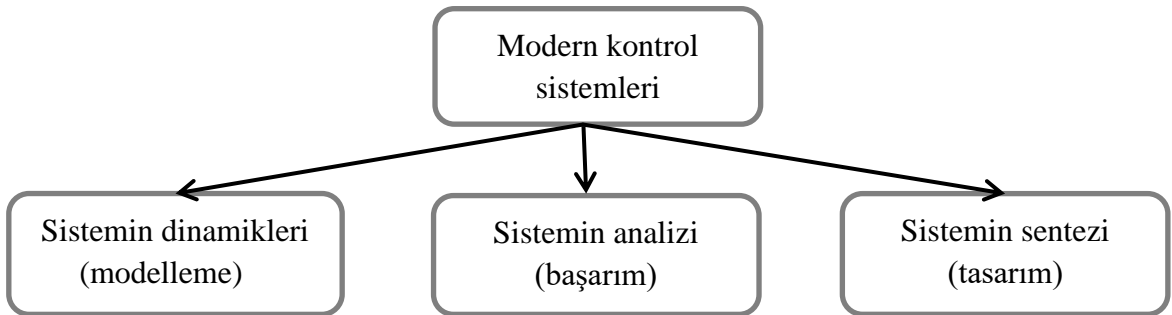 Modern kontrol
sistemleri
Sistemin dinamikleri
(modelleme)
Sistemin analizi
(başarım)
Sistemin sentezi
(tasarım)